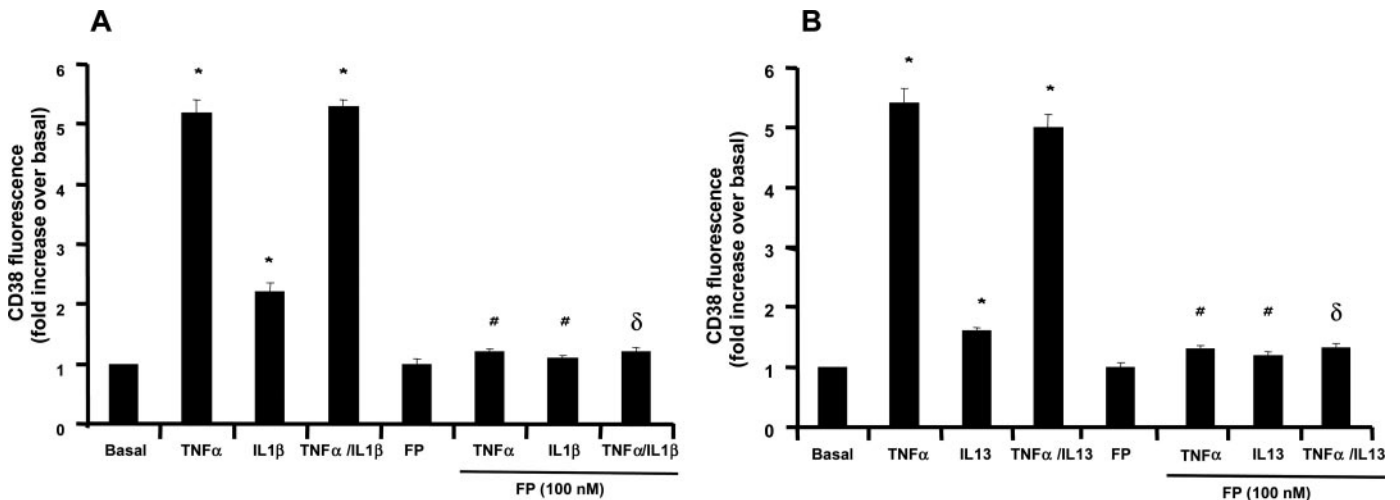 A
CD38 fluorescence
(fold increase over basal)
6
5
4
3
2
1
0
* * *
# # δ
Basal TNFα IL1β TNFα /IL1β FP TNFα IL1β TNFα/IL1β
FP (100 nM)
B
CD38 fluorescence
(fold increase over basal)
6
5
4
3
2
1
0
* * *
# # δ
Basal TNFα IL13 TNFα /IL13 FP TNFα IL13 TNFα /IL13
FP (100 nM)